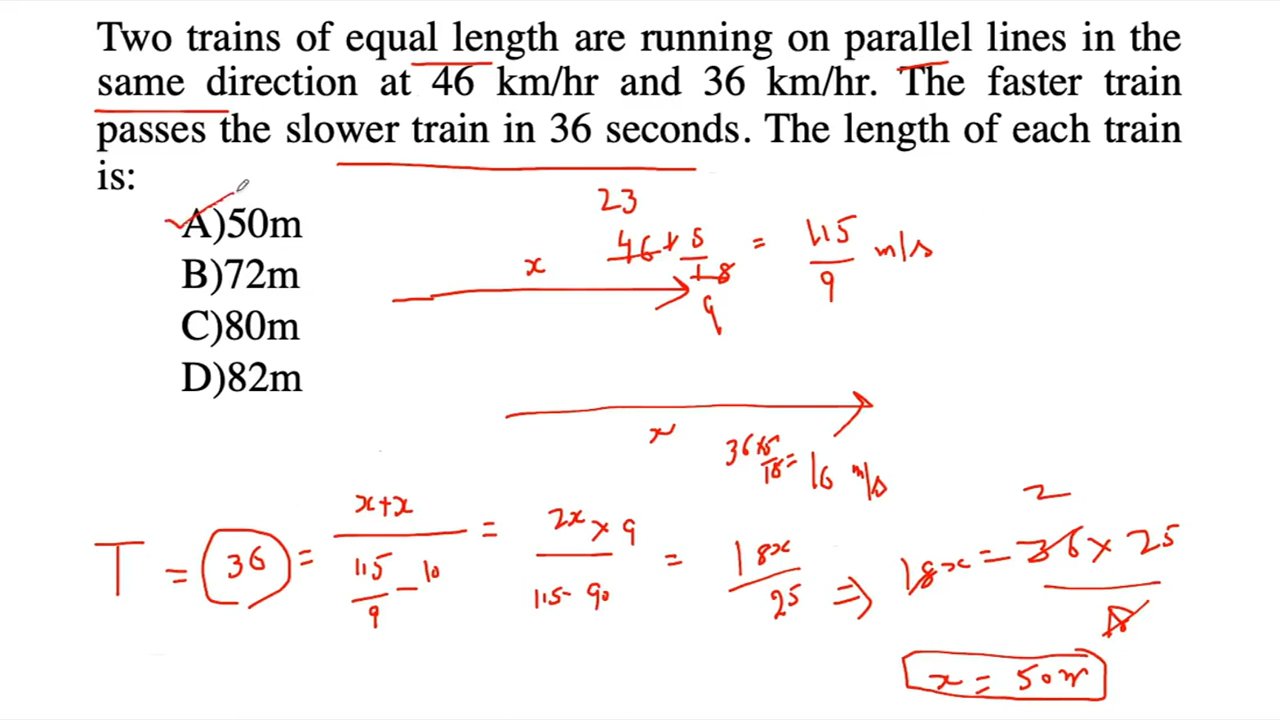 Two trains of equal length are running on parallel lines in the
same direction at 46 km/hr and 36 km/hr. The faster train
passes the slower train in 36 seconds. The length of each train
is:
A)50m
B)72m
C)80m
D)82m
23
x 46 × 5/18 = 115/9 m/s
9
x 36×5/18 = 10 m/s
T = 36 = x+x / 115/9 - 10 = 2x × 9 / 115 - 90 = 18x / 25 ⇒ 18x = 36 × 25
2
x = 50m